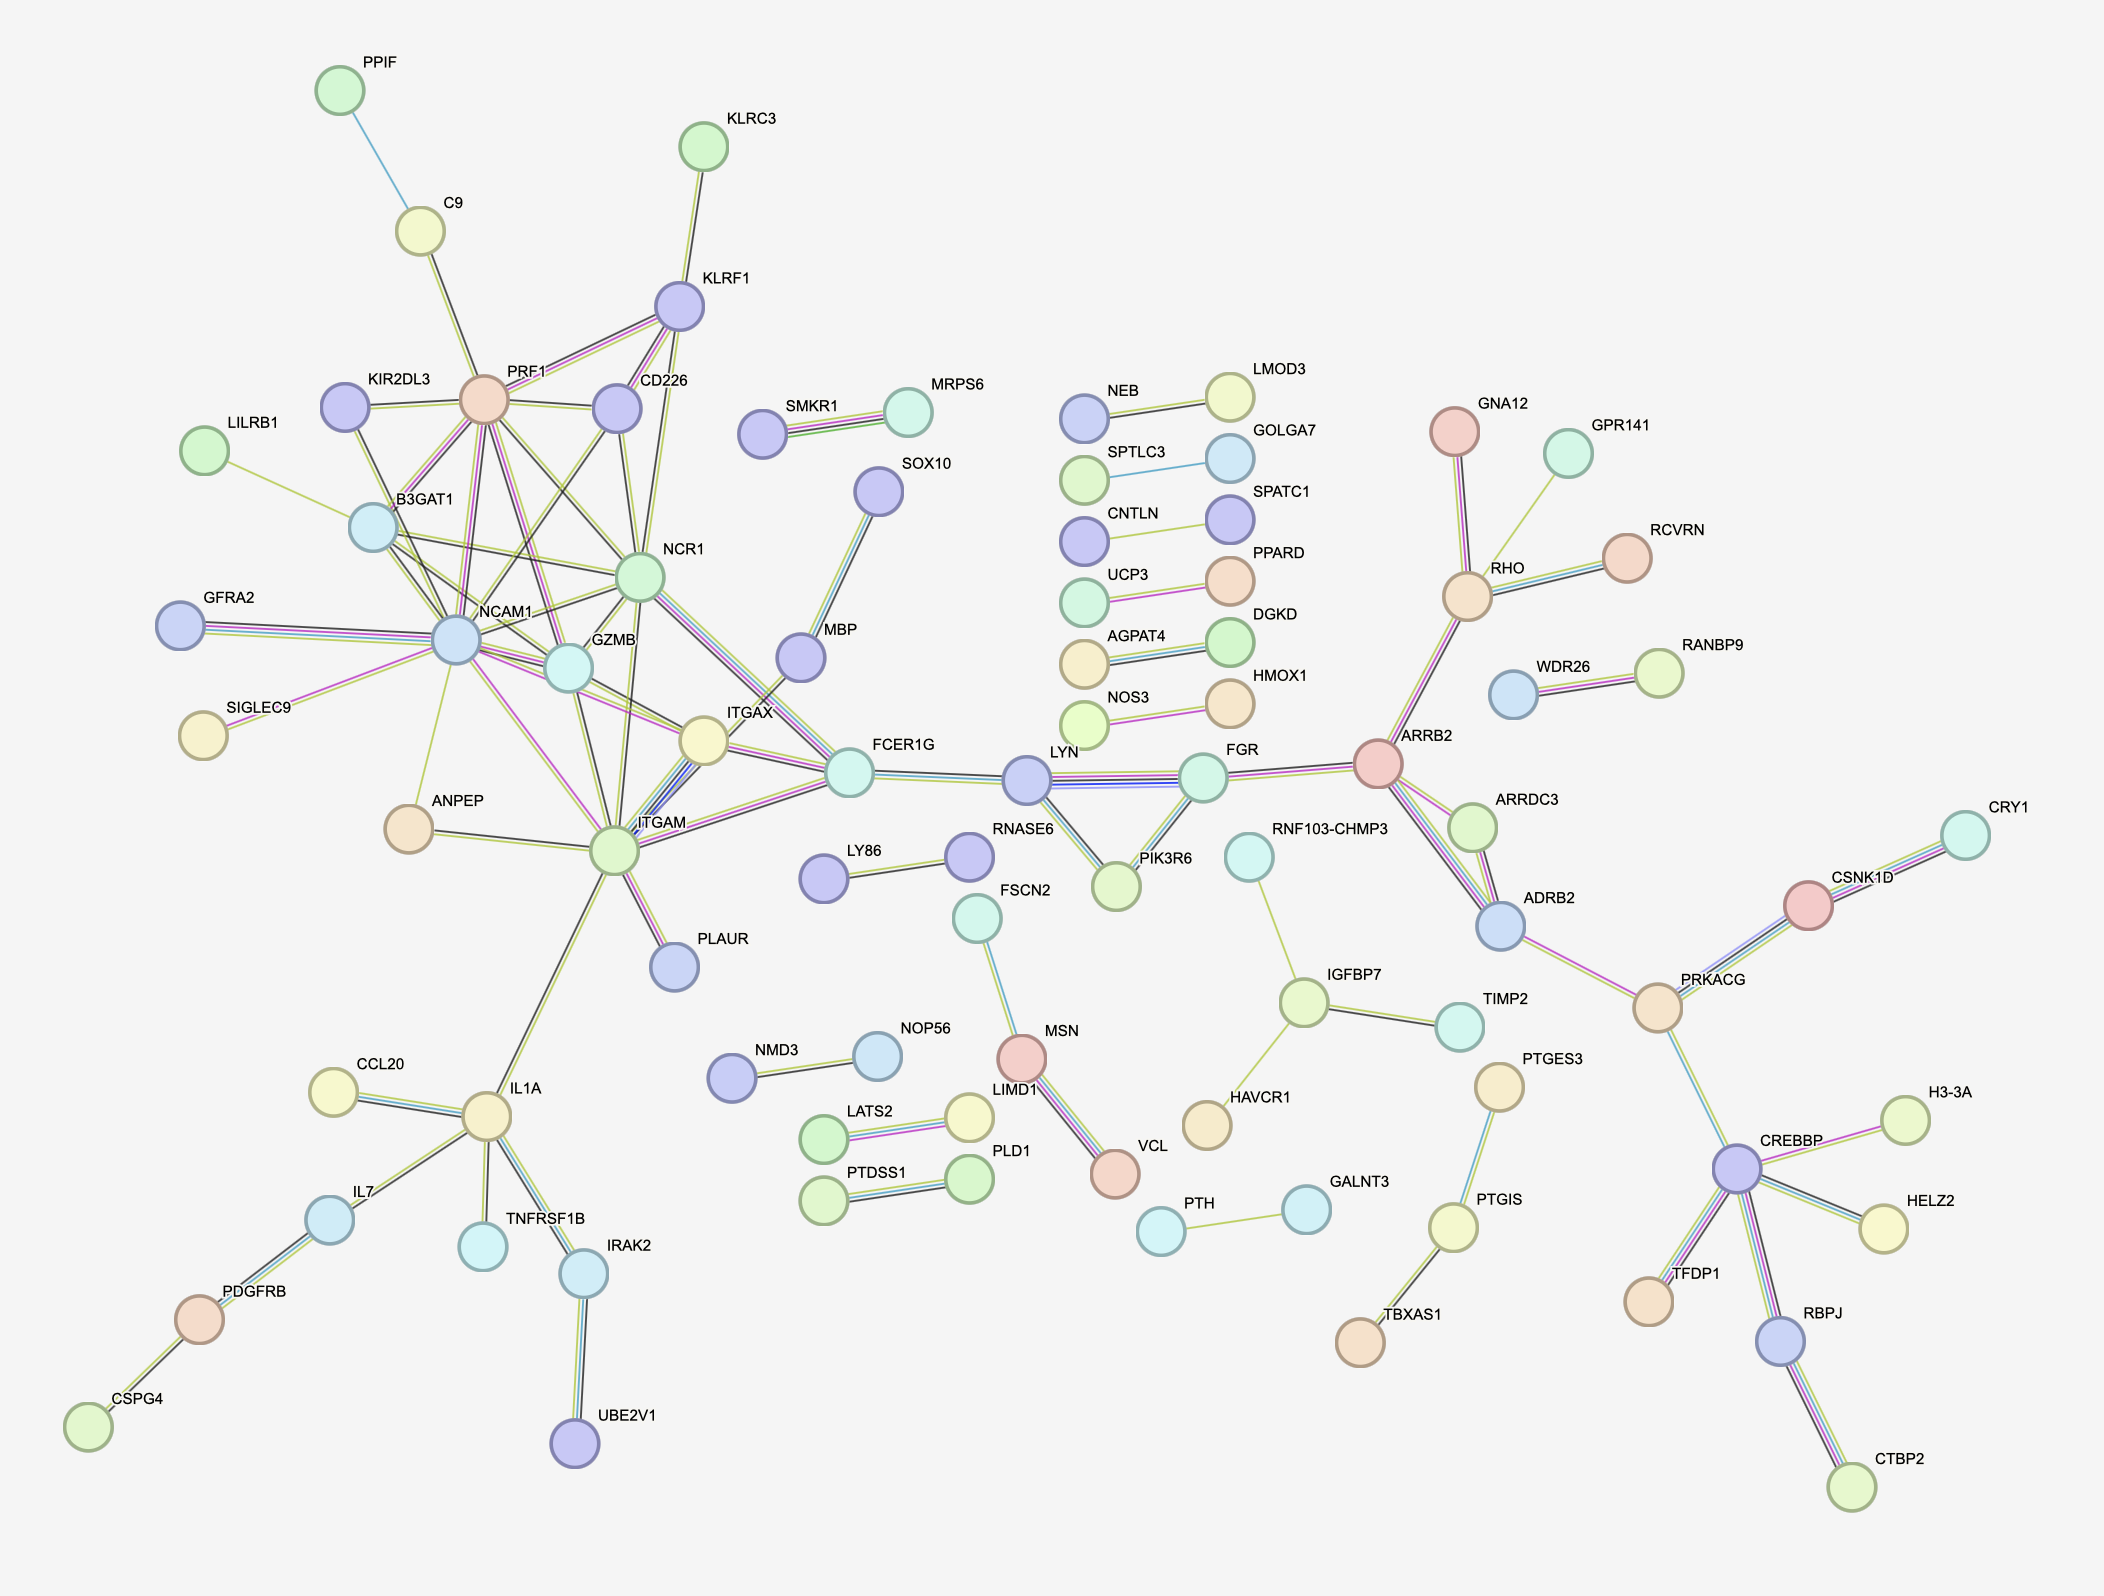 PPIF
KLRC3
C9
KLRF1
PRF1
KIR2DL3
CD226
LILRB1
B3GAT1
NCR1
GFRA2
NCAM1
GZMB
SIGLEC9
ITGAX
ANPEP
ITGAM
FCER1G
PLAUR
SMKR1
MRPS6
SOX10
MBP
NEB
LMOD3
SPTLC3
GOLGA7
CNTLN
SPATC1
UCP3
PPARD
AGPAT4
DGKD
NOS3
HMOX1
LYN
FGR
PIK3R6
GNA12
GPR141
RHO
RCVRN
WDR26
RANBP9
ARRB2
ARRDC3
ADRB2
CRY1
CSNK1D
PRKACG
LY86
RNASE6
FSCN2
RNF103-CHMP3
IGFBP7
TIMP2
HAVCR1
MSN
VCL
NMD3
NOP56
LATS2
LIMD1
PTDSS1
PLD1
PTH
GALNT3
PTGES3
PTGIS
TBXAS1
H3-3A
CREBBP
HELZ2
TFDP1
RBPJ
CTBP2
CCL20
IL1A
IL7
TNFRSF1B
IRAK2
PDGFRB
CSPG4
UBE2V1